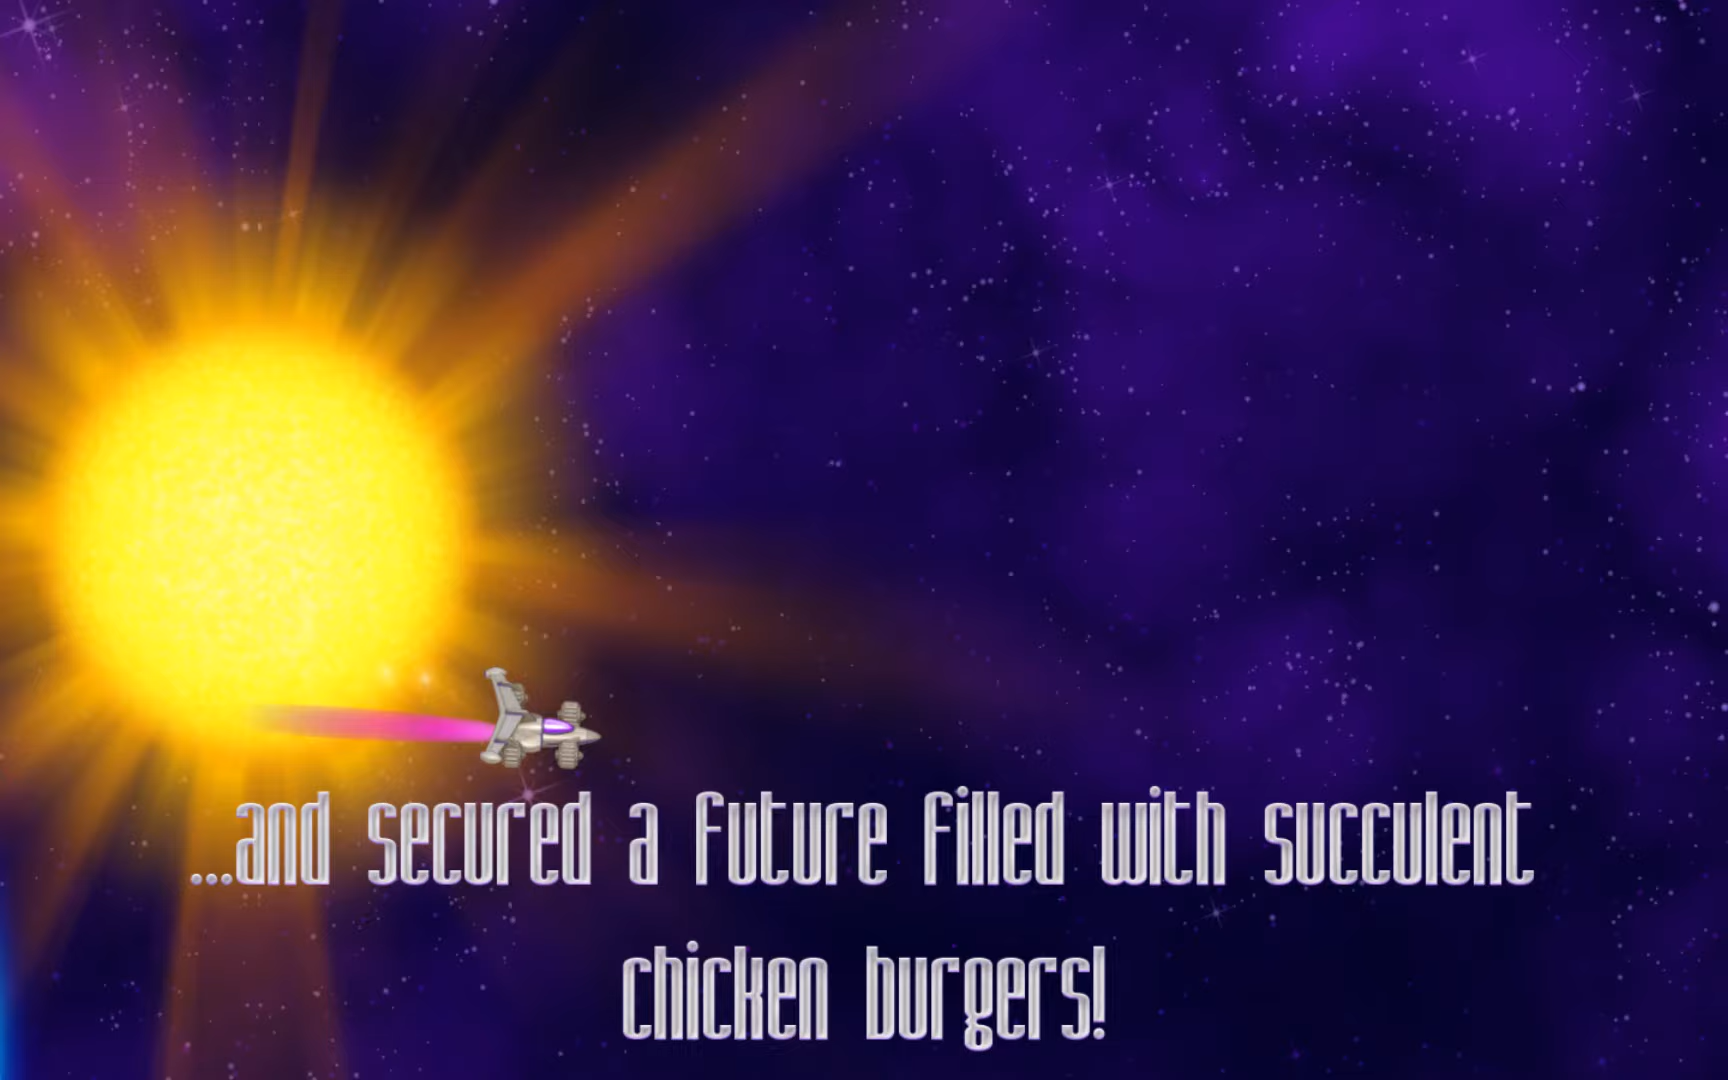 ...and secured a future filled with succulent
chicken burgers!